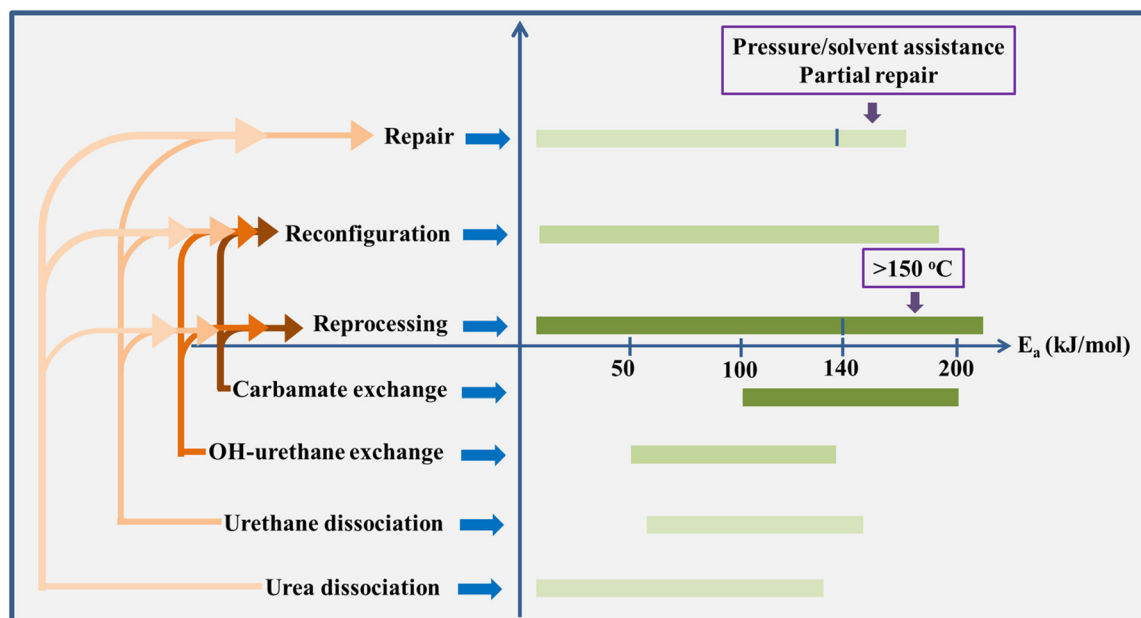 Pressure/solvent assistance
Partial repair
Repair
Reconfiguration
>150 °C
Reprocessing
Eₐ (kJ/mol)
50 100 140 200
Carbamate exchange
OH-urethane exchange
Urethane dissociation
Urea dissociation